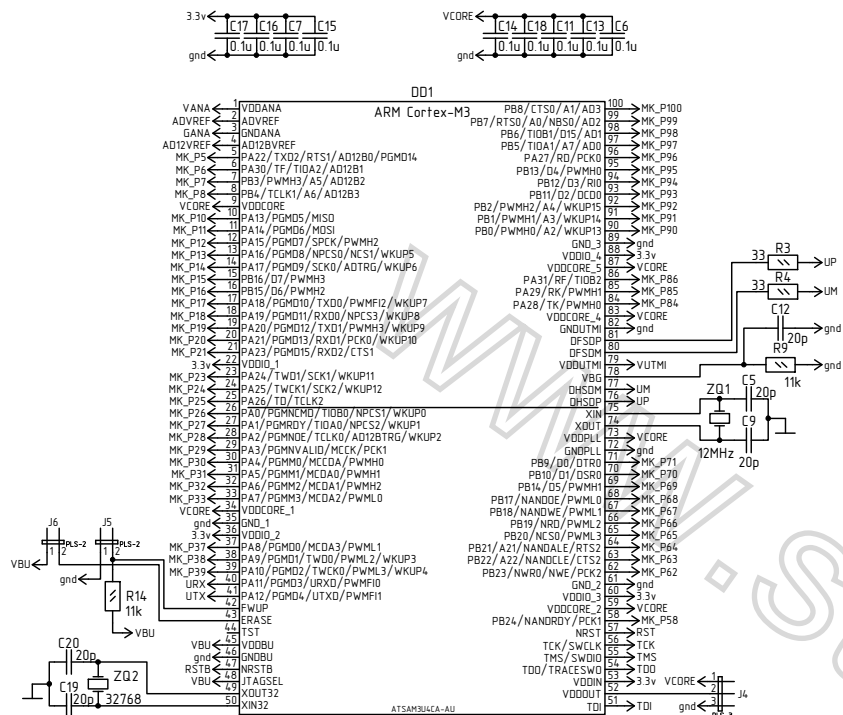 3.3v C17 C16 C7 C15
0.1u 0.1u 0.1u 0.1u
gnd
VCORE C14 C18 C11 C13 C6
0.1u 0.1u 0.1u 0.1u 0.1u
gnd
DD1
ARM Cortex-M3
VANA 1 VDDANA
ADVREF 2 ADVREF
GANA 3 GNDANA
AD12VREF 4 AD12BVREF
MK_P5 5 PA22/TXD2/RTS1/AD12B0/PGMD14
MK_P6 6 PA30/TF/TIOA2/AD12B1
MK_P7 7 PB3/PWMH3/A5/AD12B2
MK_P8 8 PB4/TCLK1/A6/AD12B3
VCORE 9 VDDCORE
MK_P10 10 PA13/PGMD5/MISO
MK_P11 11 PA14/PGMD6/MOSI
MK_P12 12 PA15/PGMD7/SPCK/PWMH2
MK_P13 13 PA16/PGMD8/NPCS0/NCS1/WKUP5
MK_P14 14 PA17/PGMD9/SCK0/ADTRG/WKUP6
MK_P15 15 PB16/D7/PWMH3
MK_P16 16 PB15/D6/PWMH2
MK_P17 17 PA18/PGMD10/TXD0/PWMFI2/WKUP7
MK_P18 18 PA19/PGMD11/RXD0/NPCS3/WKUP8
MK_P19 19 PA20/PGMD12/TXD1/PWMH3/WKUP9
MK_P20 20 PA21/PGMD13/RXD1/PCK0/WKUP10
MK_P21 21 PA23/PGMD15/RXD2/CTS1
3.3v 22 VDDIO_1
MK_P23 23 PA24/TWD1/SCK1/WKUP11
MK_P24 24 PA25/TWCK1/SCK2/WKUP12
MK_P25 25 PA26/TD/TCLK2
MK_P26 26 PA0/PGMNCMD/TIOB0/NPCS1/WKUP0
MK_P27 27 PA1/PGMRDY/TIOA0/NPCS2/WKUP1
MK_P28 28 PA2/PGMNOE/TCLK0/AD12BTRG/WKUP2
MK_P29 29 PA3/PGMNVALID/MCCK/PCK1
MK_P30 30 PA4/PGMM0/MCCDA/PWMH0
MK_P31 31 PA5/PGMM1/MCDA0/PWMH1
MK_P32 32 PA6/PGMM2/MCDA1/PWMH2
MK_P33 33 PA7/PGMM3/MCDA2/PWML0
VCORE 34 VDDCORE_1
gnd 35 GND_1
3.3v 36 VDDIO_2
MK_P37 37 PA8/PGMD0/MCDA3/PWML1
MK_P38 38 PA9/PGMD1/TWD0/PWML2/WKUP3
MK_P39 39 PA10/PGMD2/TWCK0/PWML3/WKUP4
URX 40 PA11/PGMD3/URXD/PWMFI0
UTX 41 PA12/PGMD4/UTXD/PWMFI1
42 FWUP
43 ERASE
44 TST
VBU 45 VDDBU
gnd 46 GNDBU
RSTB 47 NRSTB
VBU 48 JTAGSEL
49 XOUT32
50 XIN32
PB8/CTS0/A1/AD3 100 MK_P100
PB7/RTS0/A0/NBS0/AD2 99 MK_P99
PB6/TIOB1/D15/AD1 98 MK_P98
PB5/TIOA1/A7/AD0 97 MK_P97
PA27/RD/PCK0 96 MK_P96
PB13/D4/PWMH0 95 MK_P95
PB12/D3/RI0 94 MK_P94
PB11/D2/DCD0 93 MK_P93
PB2/PWMH2/A4/WKUP15 92 MK_P92
PB1/PWMH1/A3/WKUP14 91 MK_P91
PB0/PWMH0/A2/WKUP13 90 MK_P90
GND_3 89 gnd
VDDIO_4 88 3.3v
VDDCORE_5 87 VCORE
PA31/RF/TIOB2 86 MK_P86
PA29/RK/PWMH1 85 MK_P85
PA28/TK/PWMH0 84 MK_P84
VDDCORE_4 83 VCORE
GNDUTMI 82 gnd
DFSDP 81
DFSDM 80
VDDUTMI 79 VUTMI
VBG 78
DHSDM 77 UM
DHSDP 76 UP
XIN 75
XOUT 74
VDDPLL 73 VCORE
GNDPLL 72 gnd
PB9/D0/DTR0 71 MK_P71
PB10/D1/DSR0 70 MK_P70
PB14/D5/PWMH1 69 MK_P69
PB17/NANDOE/PWML0 68 MK_P68
PB18/NANDWE/PWML1 67 MK_P67
PB19/NRD/PWML2 66 MK_P66
PB20/NCS0/PWML3 65 MK_P65
PB21/A21/NANDALE/RTS2 64 MK_P64
PB22/A22/NANDCLE/CTS2 63 MK_P63
PB23/NWR0/NWE/PCK2 62 MK_P62
GND_2 61 gnd
VDDIO_3 60 3.3v
VDDCORE_2 59 VCORE
PB24/NANDRDY/PCK1 58 MK_P58
NRST 57 RST
TCK/SWCLK 56 TCK
TMS/SWDIO 55 TMS
TDO/TRACESWO 54 TDO
VDDIN 53 3.3v
VDDOUT 52
TDI 51 TDI
ATSAM3U4CA-AU
33 R3 UP
33 R4 UM
C12 20p gnd
R9 11k gnd
ZQ1 12MHz
C5 20p
C9 20p
J6 PLS-2 1 2 VBU
J5 PLS-2 1 2 gnd
R14 11k VBU
C20 20p
C19 20p
ZQ2 32768
VCORE 1
2 J4
gnd 3
www.s